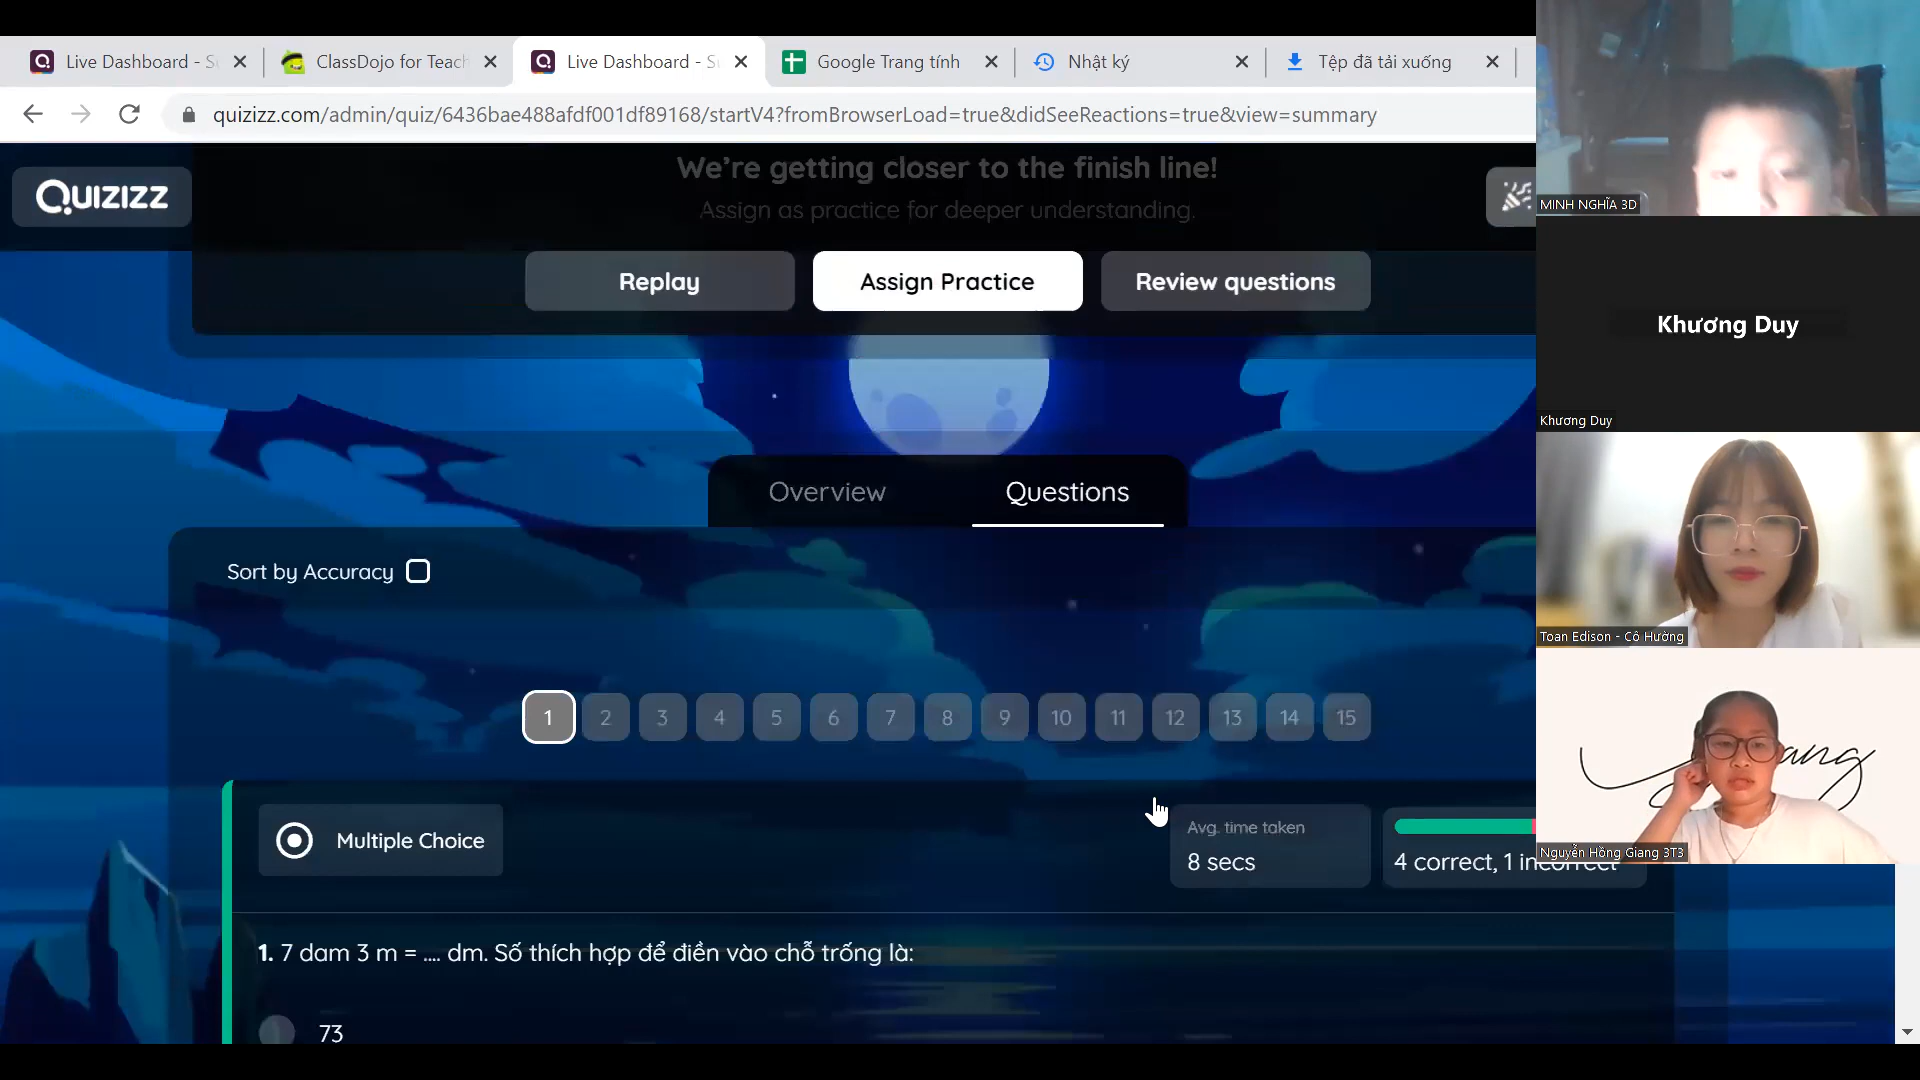 Live Dashboard - Su
ClassDojo for Teach
Live Dashboard - Su
Google Trang tính
Nhật ký
Tệp đã tải xuống
quizizz.com/admin/quiz/6436bae488afdf001df89168/startV4?fromBrowserLoad=true&didSeeReactions=true&view=summary
QUIZIZZ
We're getting closer to the finish line!
Assign as practice for deeper understanding.
Replay
Assign Practice
Review questions
Overview
Questions
Sort by Accuracy
1 2 3 4 5 6 7 8 9 10 11 12 13 14 15
Multiple Choice
Avg. time taken
8 secs
4 correct, 1 incorrect
1. 7 dam 3 m = .... dm. Số thích hợp để điền vào chỗ trống là:
73
MINH NGHĨA 3D
Khương Duy
Khương Duy
Toan Edison - Cô Hường
ang
Nguyễn Hồng Giang 3T3